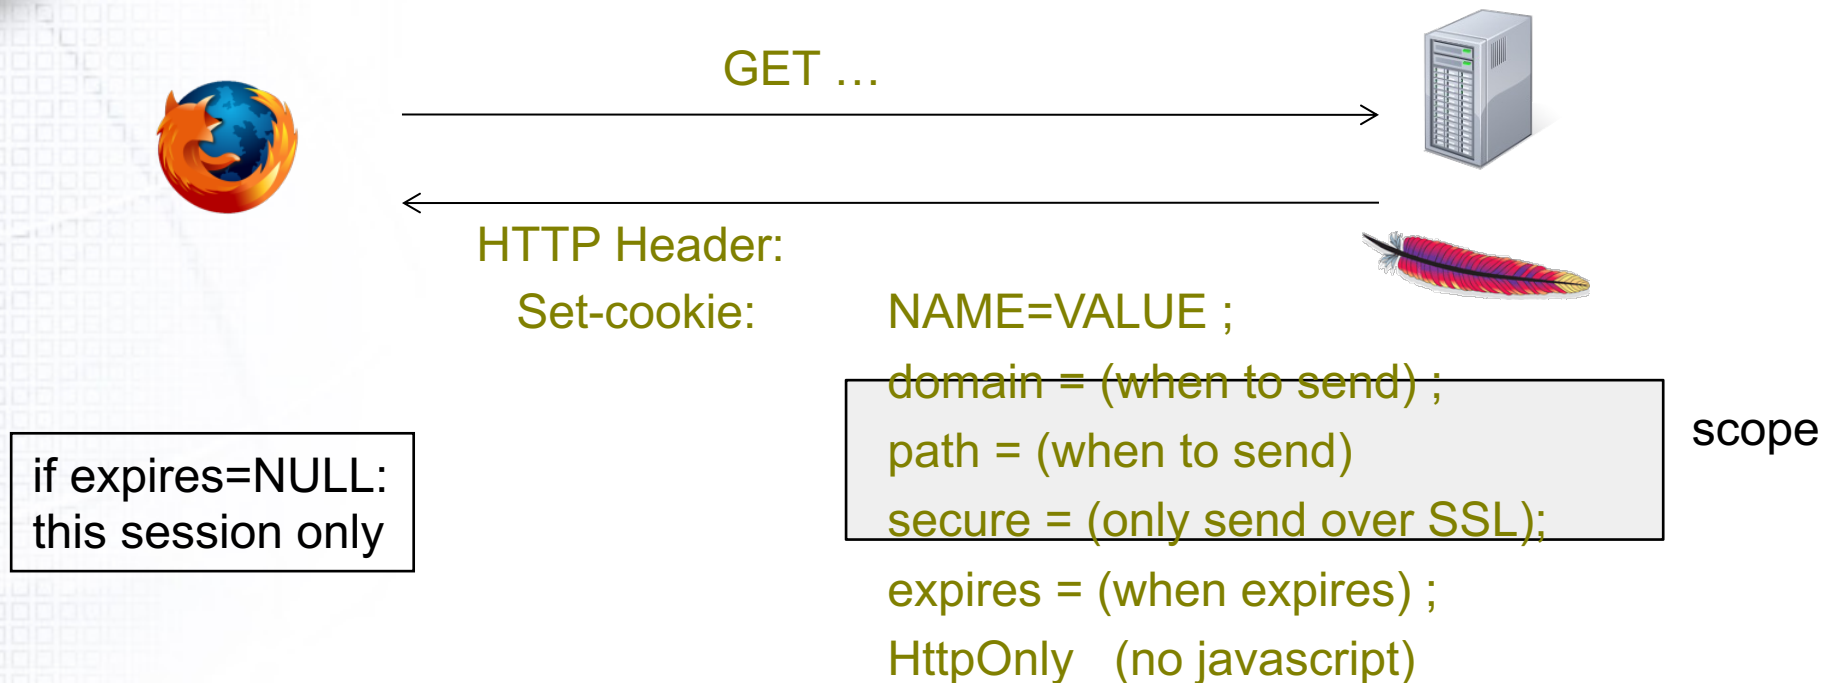 GET …
HTTP Header:
Set-cookie: NAME=VALUE ;
domain = (when to send) ;
path = (when to send)
secure = (only send over SSL);
scope
if expires=NULL:
this session only
expires = (when expires) ;
HttpOnly (no javascript)